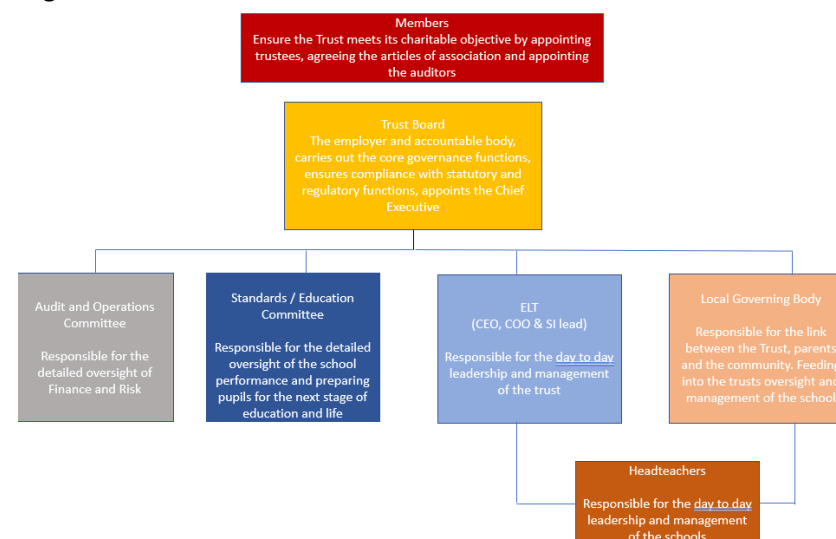 Members
Ensure the Trust meets its charitable objective by appointing
trustees, agreeing the articles of association and appointing
the auditors
Trust Board
The employer and accountable body,
carries out the core governance functions,
ensures compliance with statutory and
regulatory functions, appoints the Chief
Executive
Audit and Operations
Committee
Responsible for the
detailed oversight of
Finance and Risk
Standards / Education
Committee
Responsible for the detailed
oversight of the school
performance and preparing
pupils for the next stage of
education and life
ELT
(CEO, COO & SI lead)
Responsible for the day to day
leadership and management
of the trust
Local Governing Body
Responsible for the link
between the Trust, parents
and the community. Feeding
into the trusts oversight and
management of the school
Headteachers
Responsible for the day to day
leadership and management
of the schools